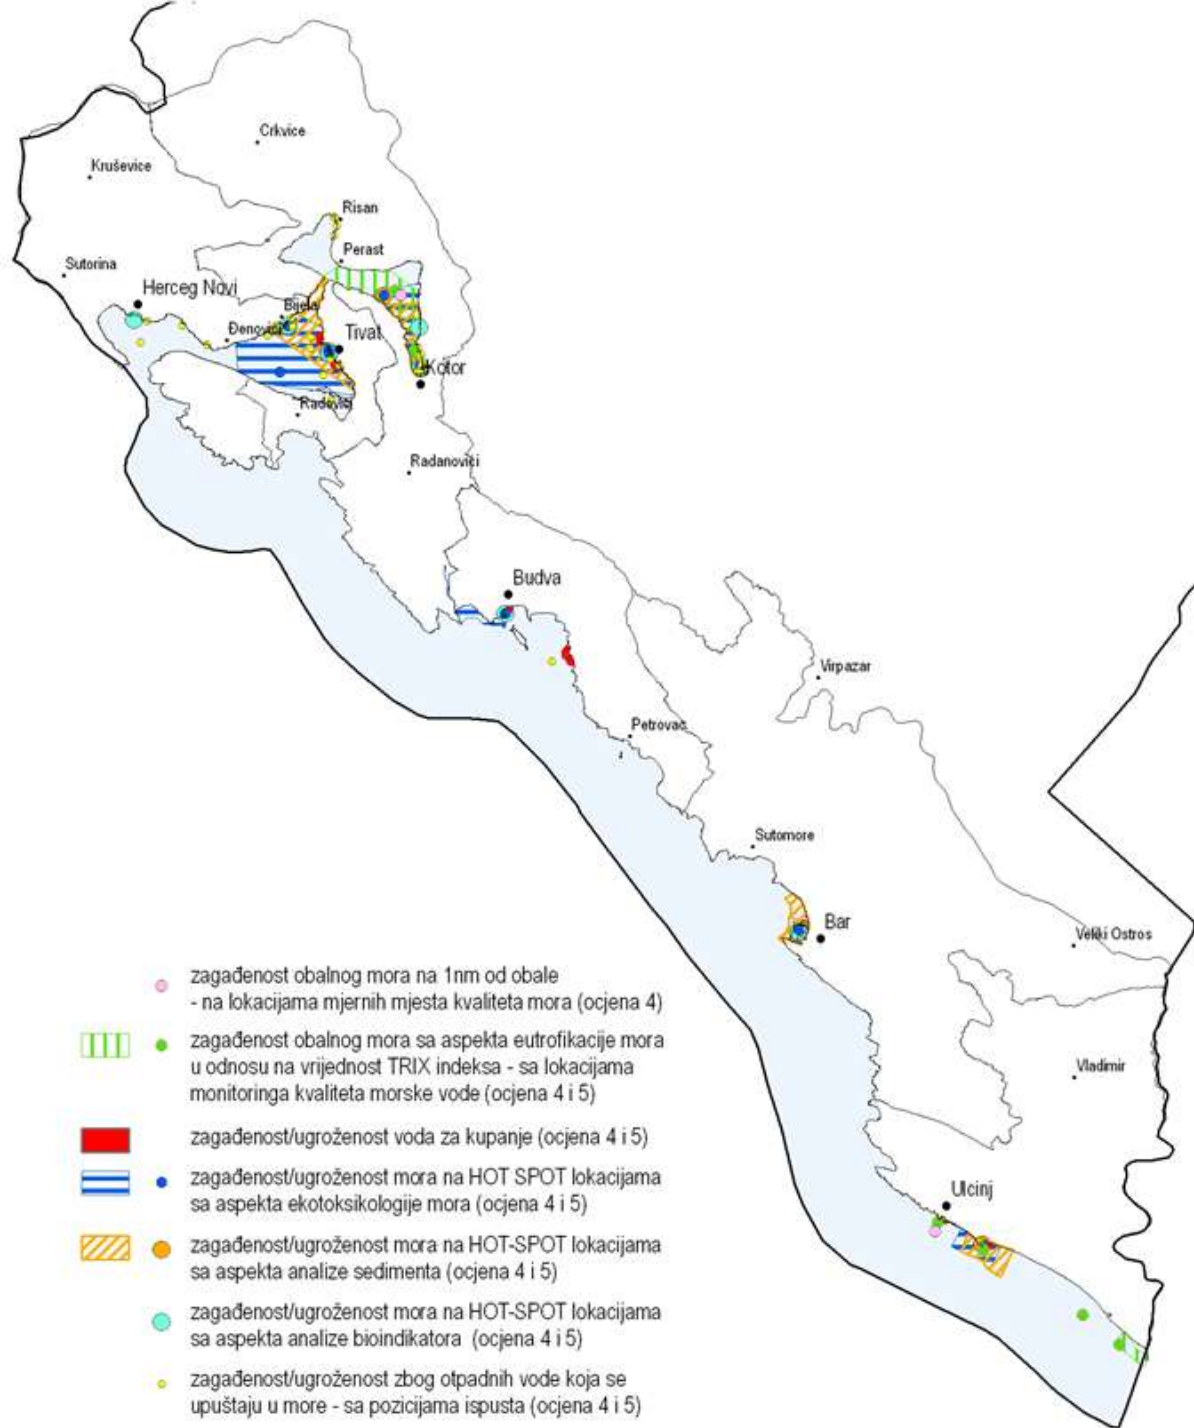 Crkvice
Kruševice
Risan
Perast
Sutorina
Herceg Novi
Bijela
Đenovići
Tivat
Kotor
Radovići
Radanovići
Budva
Virpazar
Petrovac
Sutomore
Bar
Veliki Ostros
Vladimir
Ulcinj
zagađenost obalnog mora na 1nm od obale
- na lokacijama mjernih mjesta kvaliteta mora (ocjena 4)
zagađenost obalnog mora sa aspekta eutrofikacije mora
u odnosu na vrijednost TRIX indeksa - sa lokacijama
monitoringa kvaliteta morske vode (ocjena 4 i 5)
zagađenost/ugroženost voda za kupanje (ocjena 4 i 5)
zagađenost/ugroženost mora na HOT SPOT lokacijama
sa aspekta ekotoksikologije mora (ocjena 4 i 5)
zagađenost/ugroženost mora na HOT-SPOT lokacijama
sa aspekta analize sedimenta (ocjena 4 i 5)
zagađenost/ugroženost mora na HOT-SPOT lokacijama
sa aspekta analize bioindikatora (ocjena 4 i 5)
zagađenost/ugroženost zbog otpadnih vode koja se
upuštaju u more - sa pozicijama ispusta (ocjena 4 i 5)